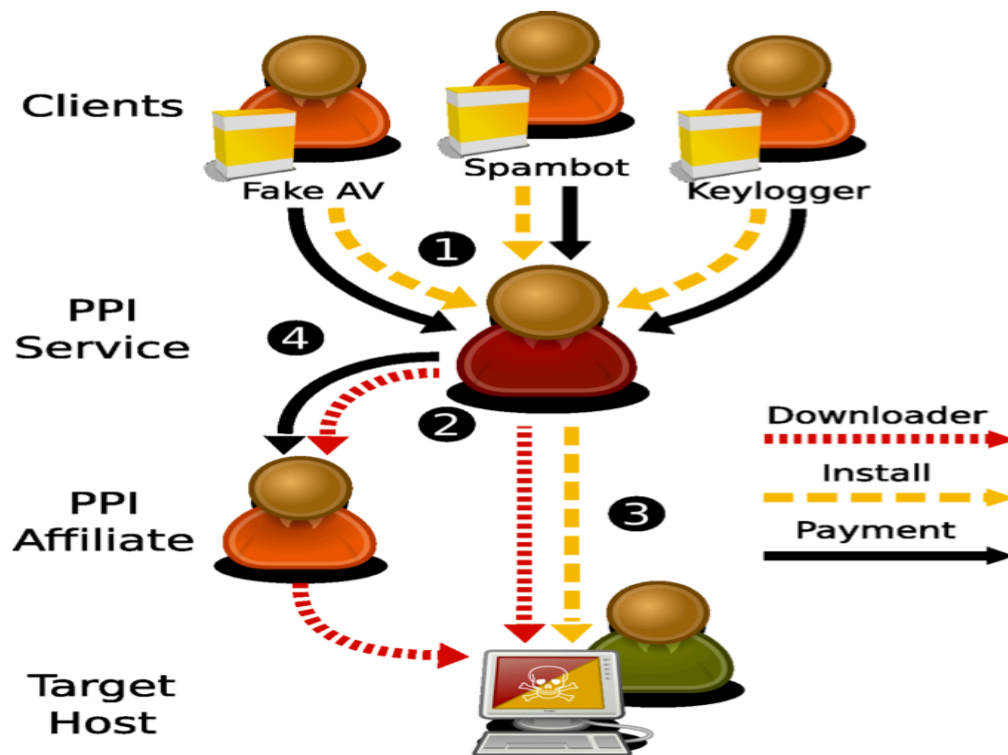 Clients
Fake AV
Spambot
Keylogger
1
PPI
Service
4
2
Downloader
Install
Payment
PPI
Affiliate
3
Target
Host